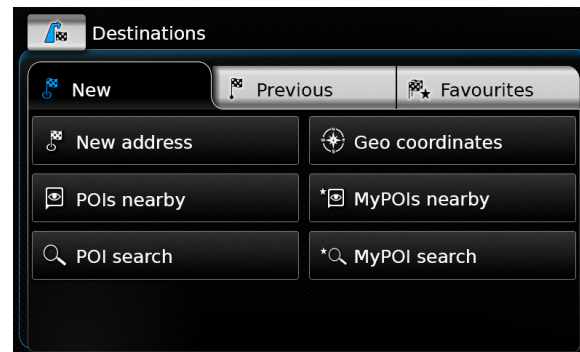 Destinations
New
Previous
Favourites
New address
Geo coordinates
POIs nearby
MyPOIs nearby
POI search
MyPOI search